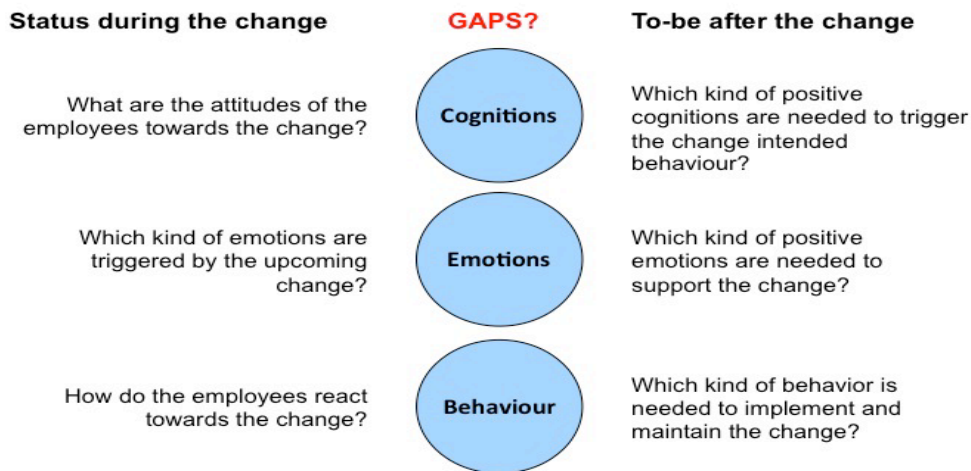 Status during the change
GAPS?
To-be after the change
What are the attitudes of the
employees towards the change?
Cognitions
Which kind of positive
cognitions are needed to trigger
the change intended
behaviour?
Which kind of emotions are
triggered by the upcoming
change?
Emotions
Which kind of positive
emotions are needed to
support the change?
How do the employees react
towards the change?
Behaviour
Which kind of behavior is
needed to implement and
maintain the change?